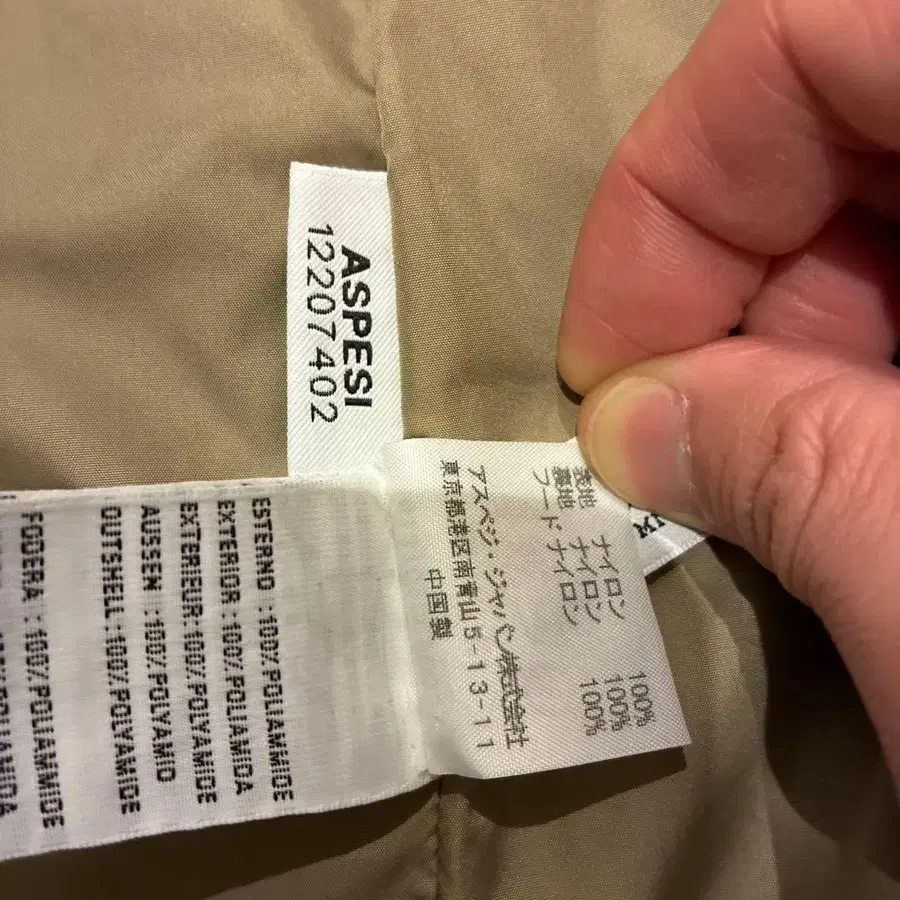 ASPESI
12207402
表地 ナイロン 100%
裏地 ナイロン 100%
フード ナイロン 100%
アスペジ・ジャパン株式会社
東京都港区南青山5-13-11
中国製
ESTERNO :100% POLIAMMIDE
EXTERIOR :100% POLIAMIDA
EXTERIEUR:100% POLYAMIDE
AUSSEN :100% POLYAMID
OUTSHELL :100% POLYAMIDE
FODERA :100% POLIAMMIDE